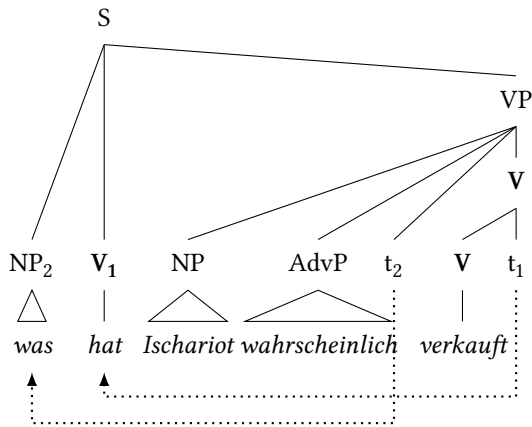 S
VP
V
NP₂ V₁ NP AdvP t₂ V t₁
was hat Ischariot wahrscheinlich verkauft